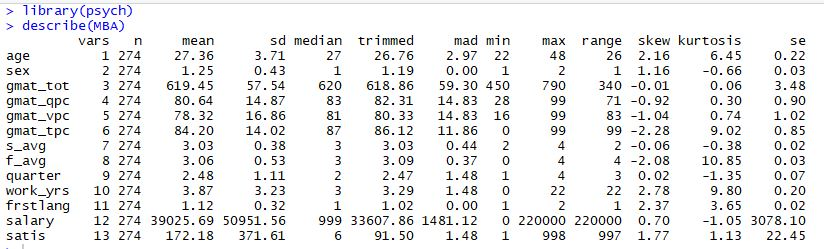 > library(psych)
> describe(MBA)
vars n mean sd median trimmed mad min max range skew kurtosis se
age 1 274 27.36 3.71 27 26.76 2.97 22 48 26 2.16 6.45 0.22
sex 2 274 1.25 0.43 1 1.19 0.00 1 2 1 1.16 -0.66 0.03
gmat_tot 3 274 619.45 57.54 620 618.86 59.30 450 790 340 -0.01 0.06 3.48
gmat_qpc 4 274 80.64 14.87 83 82.31 14.83 28 99 71 -0.92 0.30 0.90
gmat_vpc 5 274 78.32 16.86 81 80.33 14.83 16 99 83 -1.04 0.74 1.02
gmat_tpc 6 274 84.20 14.02 87 86.12 11.86 0 99 99 -2.28 9.02 0.85
s_avg 7 274 3.03 0.38 3 3.03 0.44 2 4 2 -0.06 -0.38 0.02
f_avg 8 274 3.06 0.53 3 3.09 0.37 0 4 4 -2.08 10.85 0.03
quarter 9 274 2.48 1.11 2 2.47 1.48 1 4 3 0.02 -1.35 0.07
work_yrs 10 274 3.87 3.23 3 3.29 1.48 0 22 22 2.78 9.80 0.20
frstlang 11 274 1.12 0.32 1 1.02 0.00 1 2 1 2.37 3.65 0.02
salary 12 274 39025.69 50951.56 999 33607.86 1481.12 0 220000 220000 0.70 -1.05 3078.10
satis 13 274 172.18 371.61 6 91.50 1.48 1 998 997 1.77 1.13 22.45